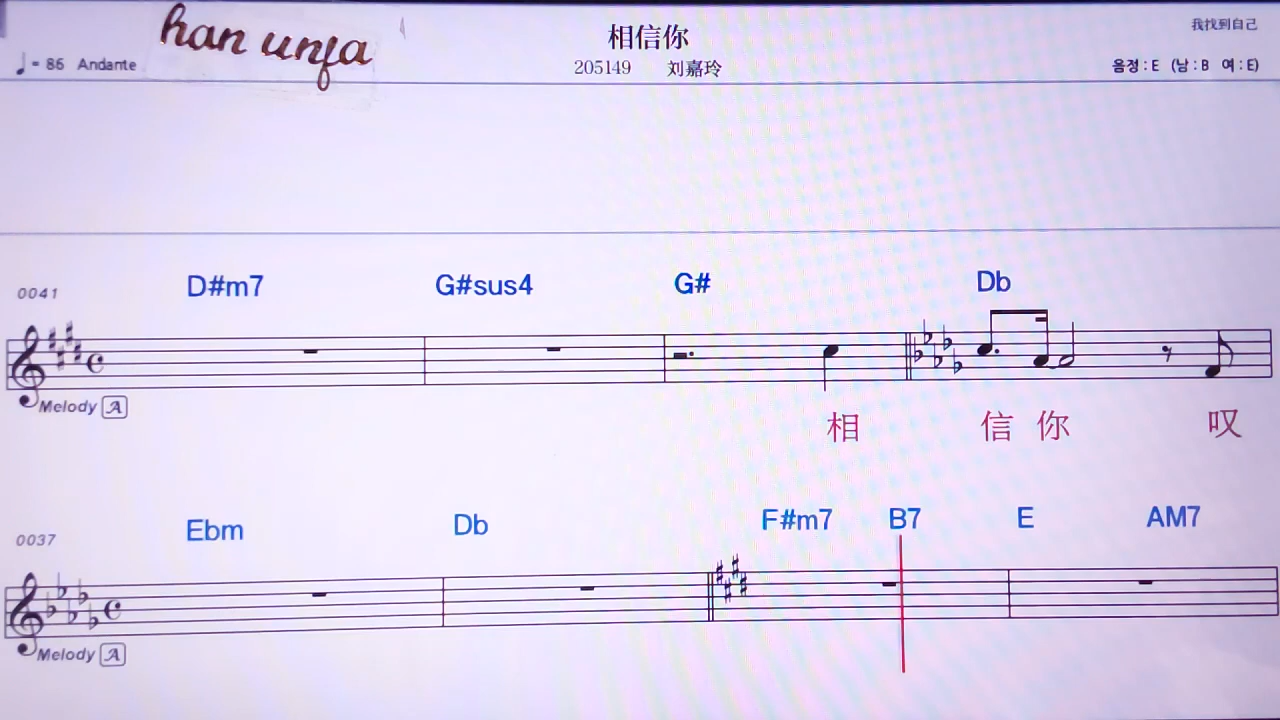 han unfa
相信你
我找到自己
♩= 86 Andante
205149 刘嘉玲
음정:E (남:B 여:E)
D#m7 G#sus4 G# Db
0041
Melody A
相 信 你 叹
Ebm Db F#m7 B7 E AM7
0037
Melody A